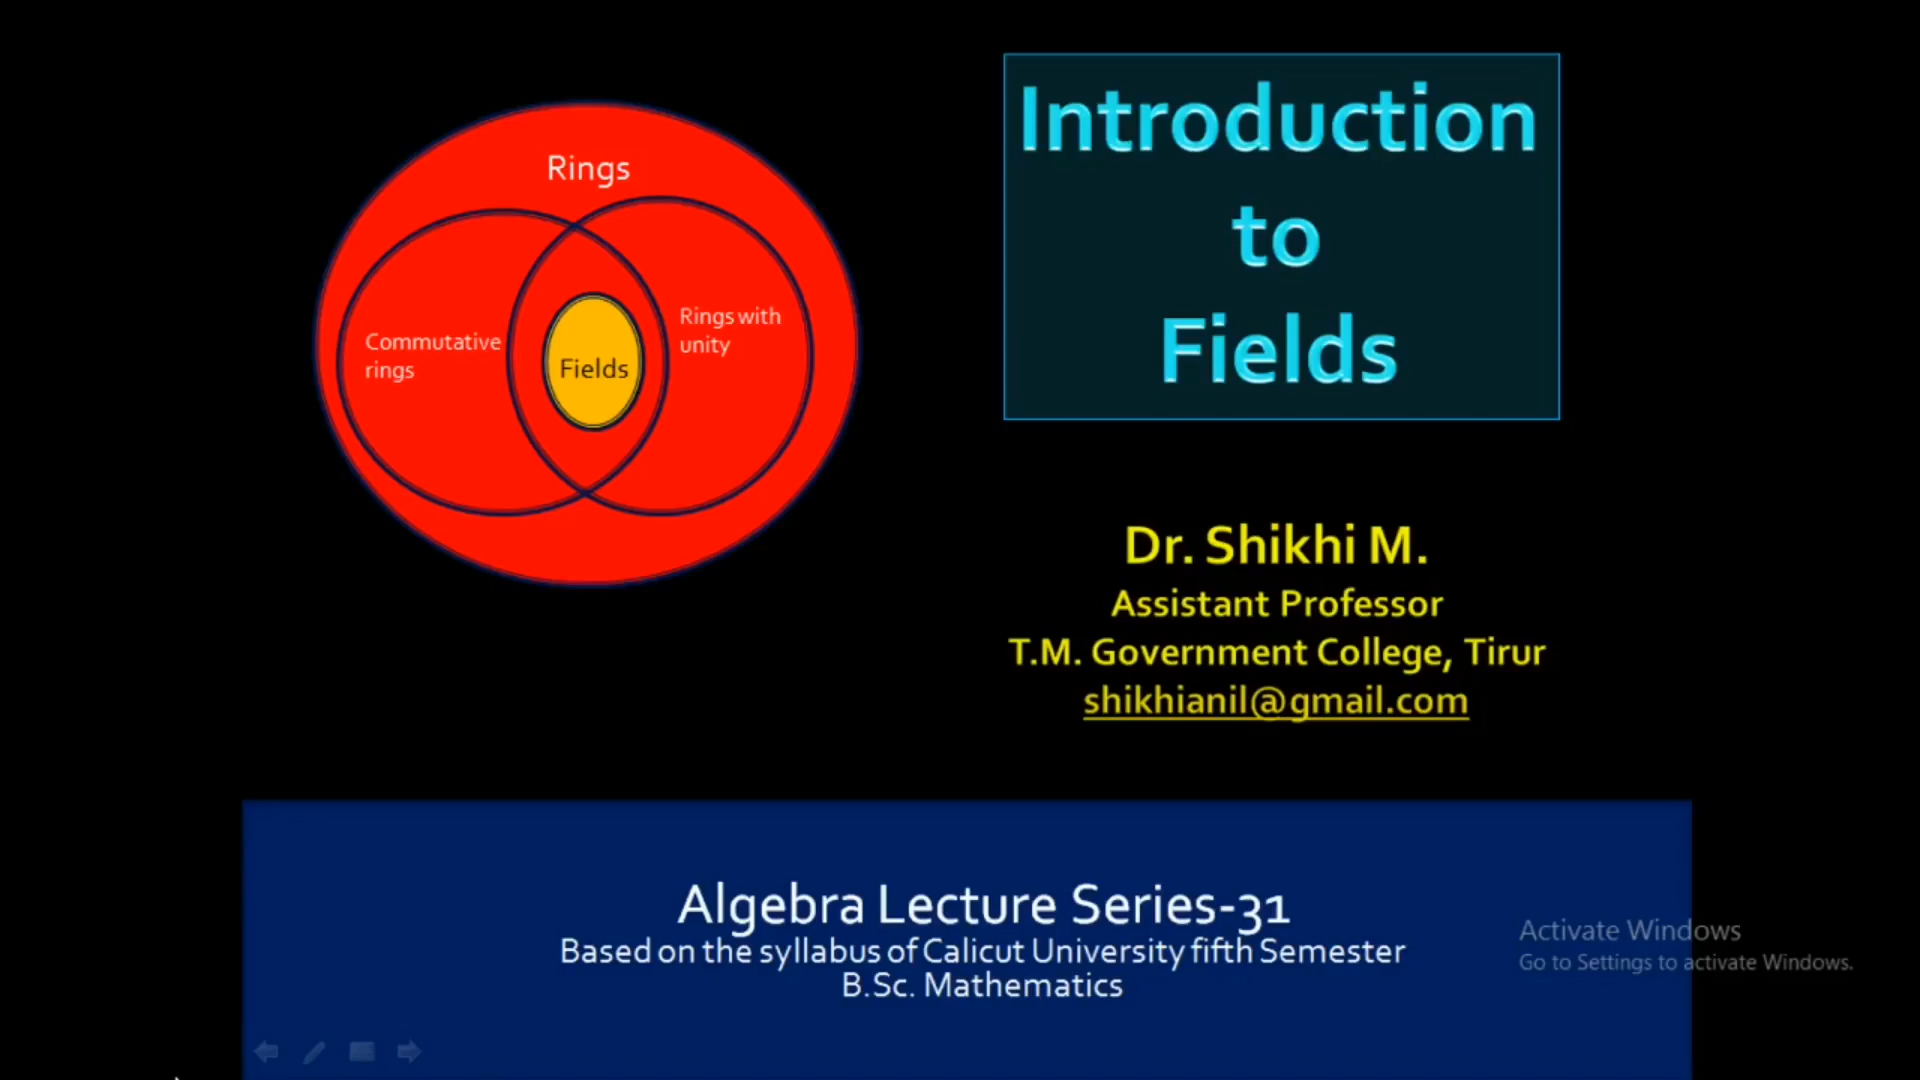 Rings
Commutative
rings
Fields
Rings with
unity
Introduction
to
Fields
Dr. Shikhi M.
Assistant Professor
T.M. Government College, Tirur
shikhianil@gmail.com
Algebra Lecture Series-31
Based on the syllabus of Calicut University fifth Semester
B.Sc. Mathematics
Activate Windows
Go to Settings to activate Windows.